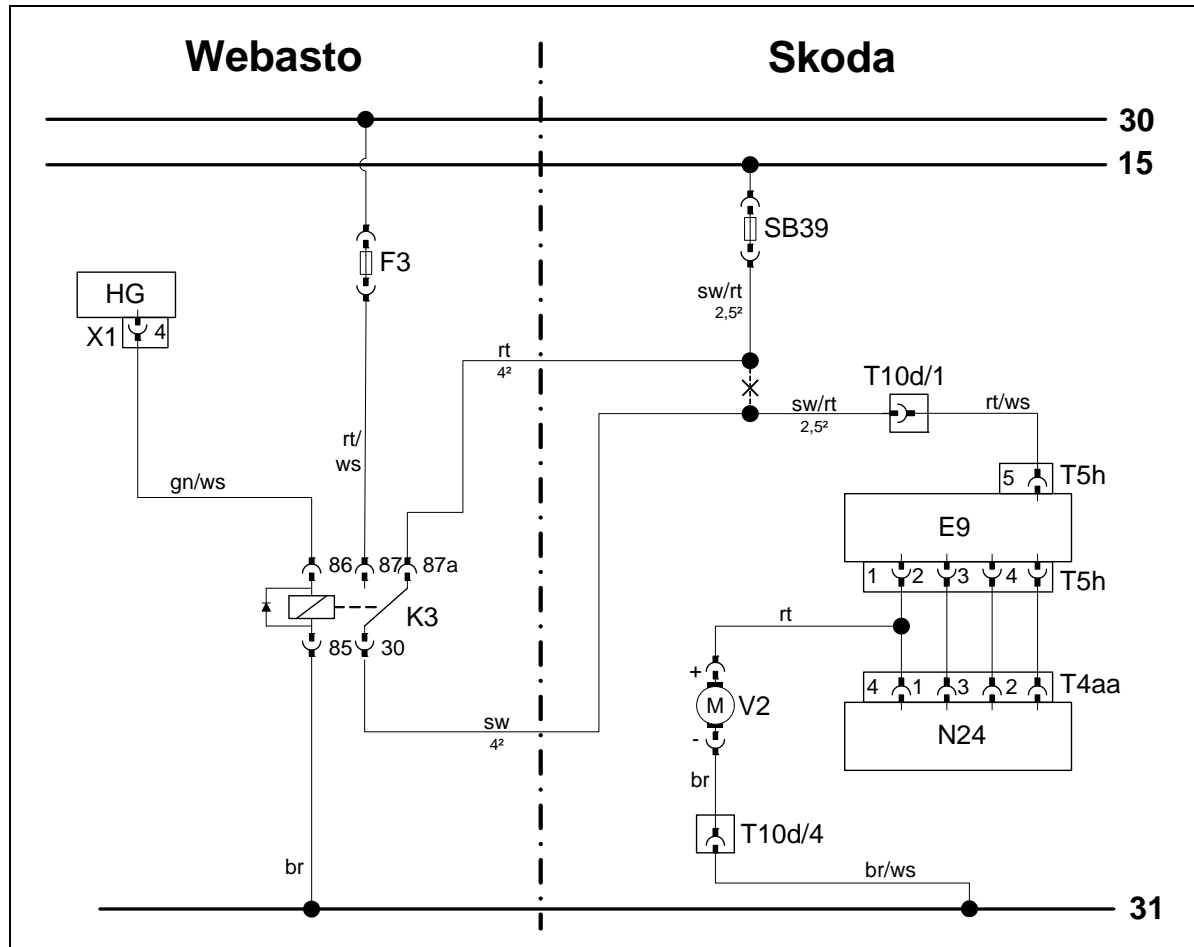 Webasto
Skoda
30
15
SB39
F3
sw/rt
2,5²
HG
X1 4
rt
4²
T10d/1
sw/rt
2,5²
rt/ws
rt/
ws
gn/ws
5 T5h
E9
86 87 87a
1 2 3 4 T5h
K3
rt
85 30
+
4 1 3 2 T4aa
M V2
sw
4²
N24
-
br
T10d/4
br
br/ws
31